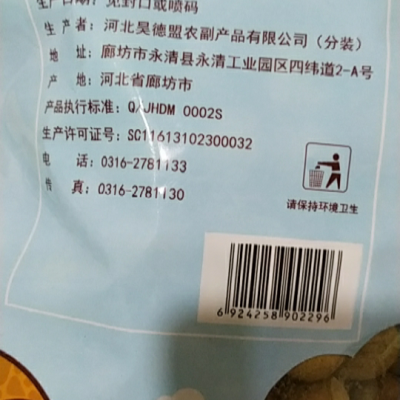 生产日期：见封口或喷码
生产者：河北昊德盟农副产品有限公司（分装）
地址：廊坊市永清县永清工业园区四纬道2-A号
产地：河北省廊坊市
产品执行标准：Q/JHDM 0002S
生产许可证号：SC11613102300032
电话：0316-2781133
传真：0316-2781130
请保持环境卫生
6924258902296